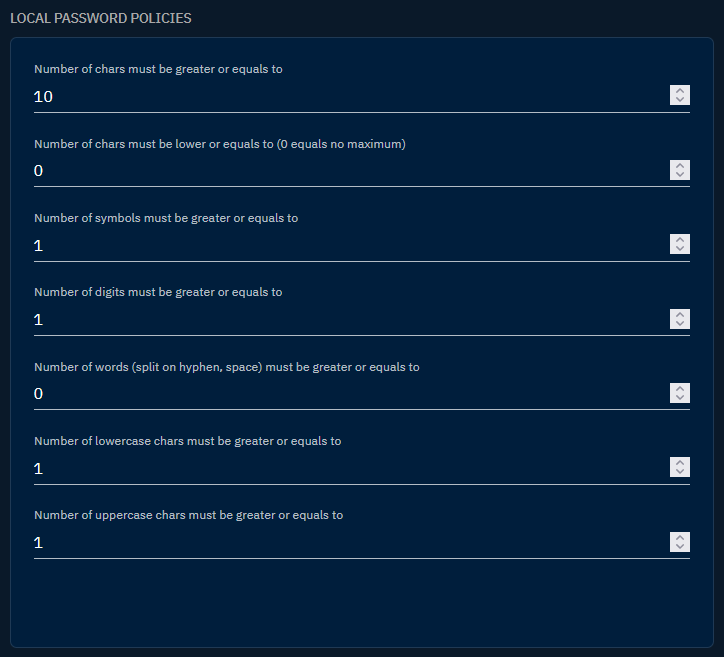 LOCAL PASSWORD POLICIES
Number of chars must be greater or equals to
10
Number of chars must be lower or equals to (0 equals no maximum)
0
Number of symbols must be greater or equals to
1
Number of digits must be greater or equals to
1
Number of words (split on hyphen, space) must be greater or equals to
0
Number of lowercase chars must be greater or equals to
1
Number of uppercase chars must be greater or equals to
1